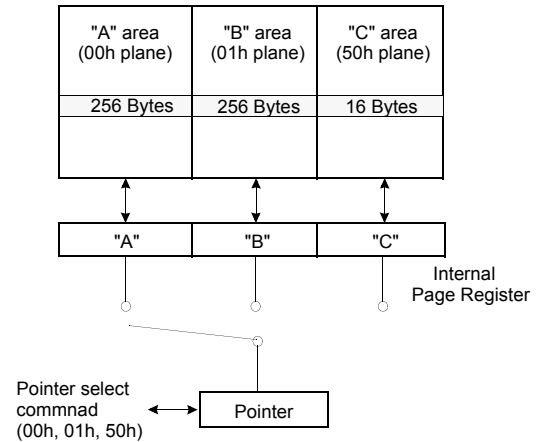 "A" area
(00h plane)
"B" area
(01h plane)
"C" area
(50h plane)
256 Bytes
256 Bytes
16 Bytes
"A"
"B"
"C"
Internal
Page Register
Pointer select
commnad
(00h, 01h, 50h)
Pointer